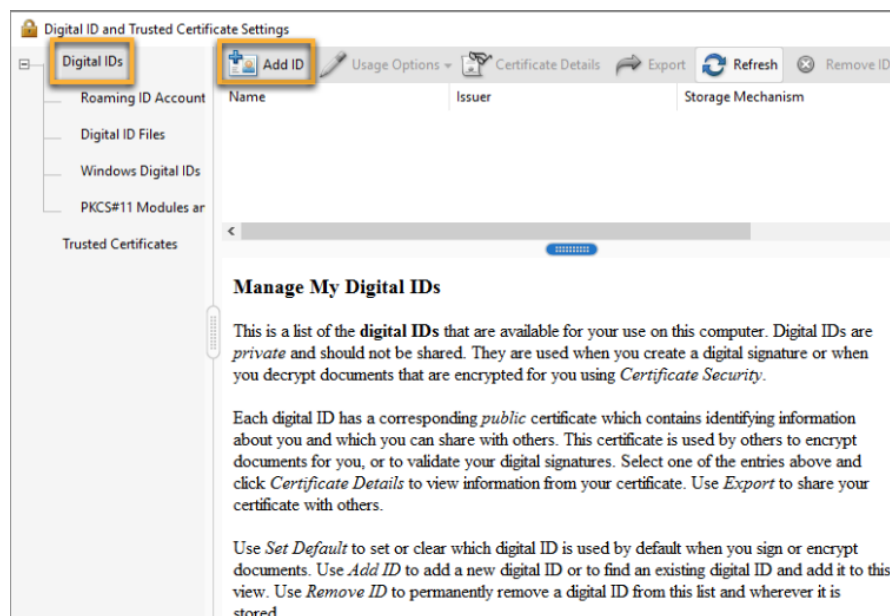 Digital ID and Trusted Certificate Settings
Digital IDs
Add ID
Usage Options
Certificate Details
Export
Refresh
Remove ID
Roaming ID Account
Digital ID Files
Windows Digital IDs
PKCS#11 Modules ar
Trusted Certificates
Name
Issuer
Storage Mechanism
Manage My Digital IDs
This is a list of the digital IDs that are available for your use on this computer. Digital IDs are
private and should not be shared. They are used when you create a digital signature or when
you decrypt documents that are encrypted for you using Certificate Security.
Each digital ID has a corresponding public certificate which contains identifying information
about you and which you can share with others. This certificate is used by others to encrypt
documents for you, or to validate your digital signatures. Select one of the entries above and
click Certificate Details to view information from your certificate. Use Export to share your
certificate with others.
Use Set Default to set or clear which digital ID is used by default when you sign or encrypt
documents. Use Add ID to add a new digital ID or to find an existing digital ID and add it to this
view. Use Remove ID to permanently remove a digital ID from this list and wherever it is
stored